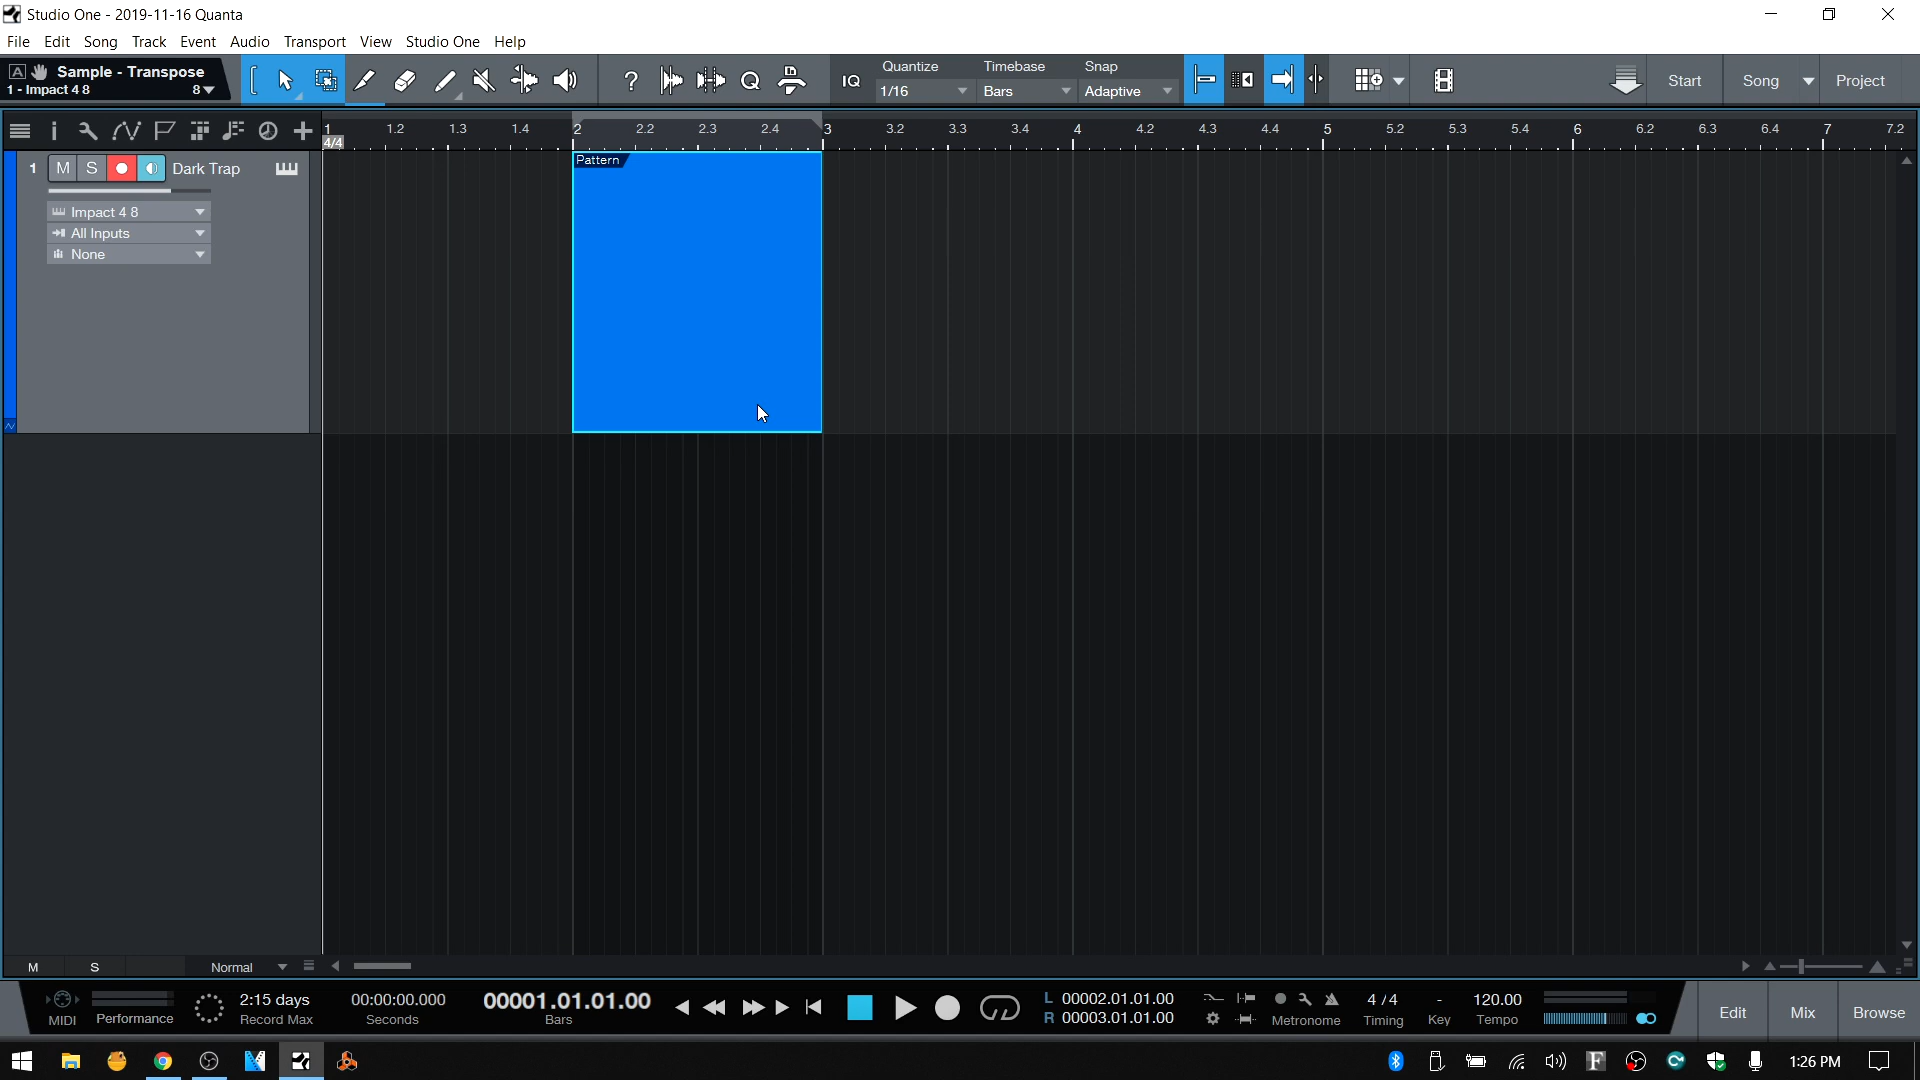 Studio One - 2019-11-16 Quanta
File Edit Song Track Event Audio Transport View Studio One Help
A Sample - Transpose
1 - Impact 4 8 8
? Q IQ
Quantize Timebase Snap
1/16 Bars Adaptive
Start Song Project
1 1.2 1.3 1.4 2 2.2 2.3 2.4 3 3.2 3.3 3.4 4 4.2 4.3 4.4 5 5.2 5.3 5.4 6 6.2 6.3 6.4 7 7.2
4/4
1 M S Dark Trap
Pattern
Impact 4 8
All Inputs
None
M S Normal
MIDI
Performance
2:15 days
Record Max
00:00:00.000
Seconds
00001.01.01.00
Bars
L 00002.01.01.00
R 00003.01.01.00
Metronome
4 / 4
Timing
-
Key
120.00
Tempo
Edit Mix Browse
F
1:26 PM